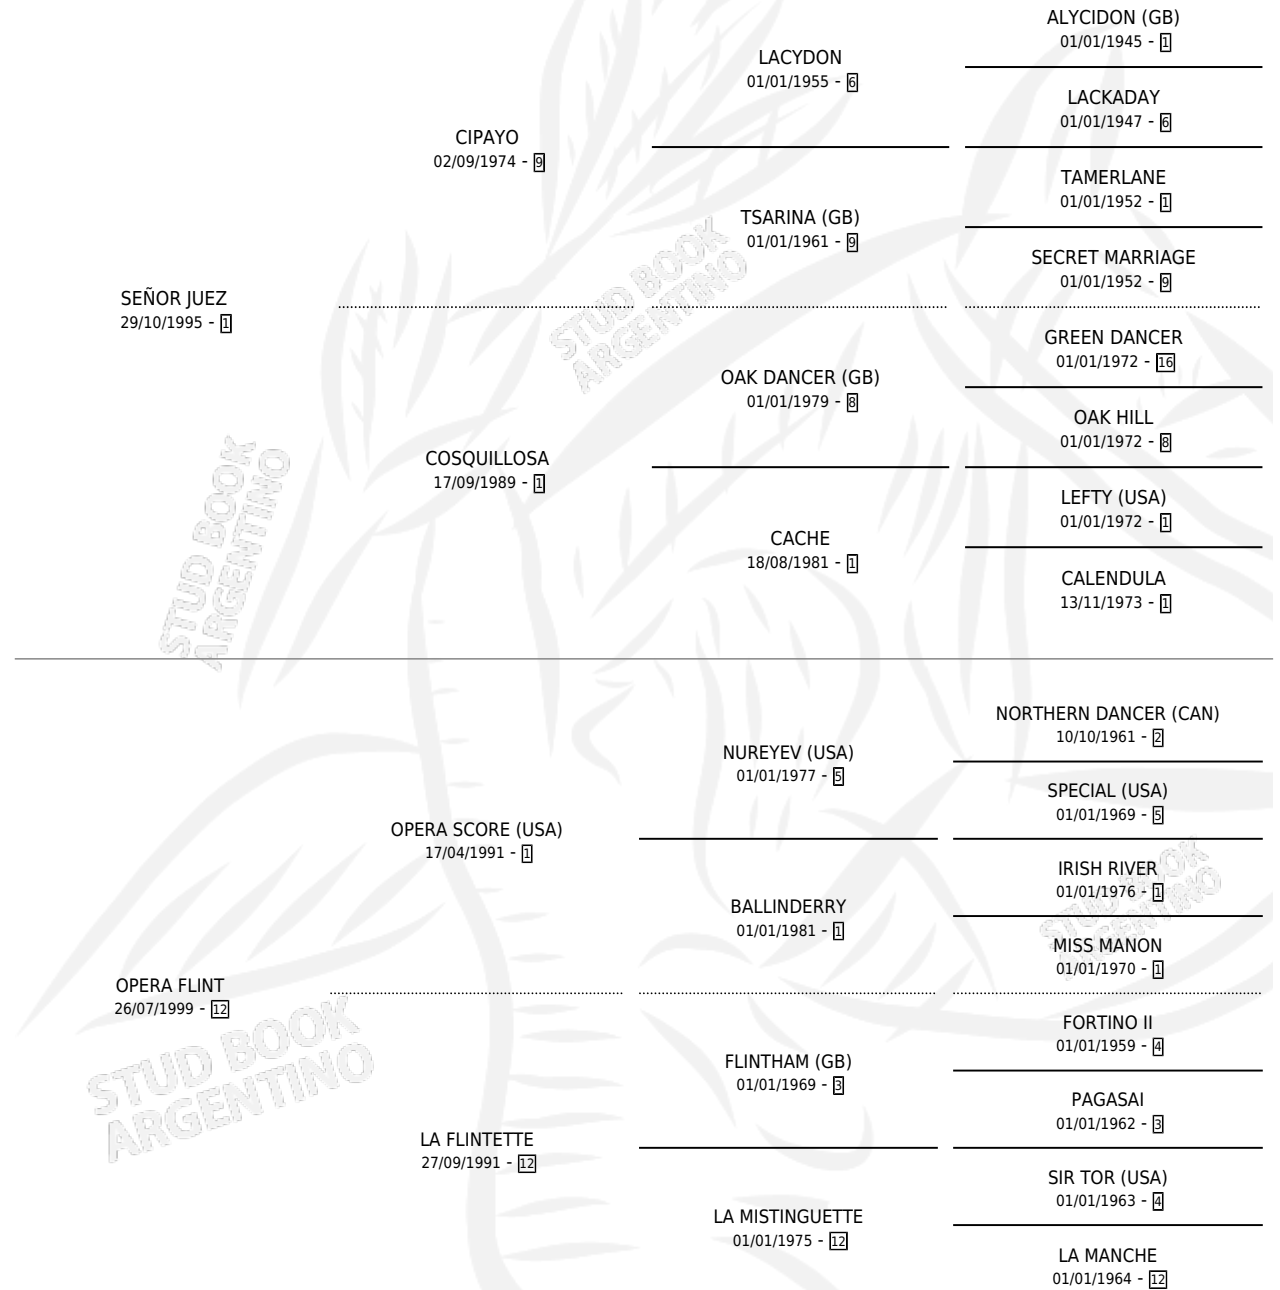 ALYCIDON (GB)
01/01/1945 - 1
LACYDON
01/01/1955 - 6
LACKADAY
01/01/1947 - 6
CIPAYO
02/09/1974 - 9
TAMERLANE
01/01/1952 - 1
TSARINA (GB)
01/01/1961 - 9
SECRET MARRIAGE
01/01/1952 - 9
SEÑOR JUEZ
29/10/1995 - 1
GREEN DANCER
01/01/1972 - 16
OAK DANCER (GB)
01/01/1979 - 8
OAK HILL
01/01/1972 - 8
COSQUILLOSA
17/09/1989 - 1
LEFTY (USA)
01/01/1972 - 1
CACHE
18/08/1981 - 1
CALENDULA
13/11/1973 - 1
NORTHERN DANCER (CAN)
10/10/1961 - 2
NUREYEV (USA)
01/01/1977 - 5
SPECIAL (USA)
01/01/1969 - 5
OPERA SCORE (USA)
17/04/1991 - 1
IRISH RIVER
01/01/1976 - 1
BALLINDERRY
01/01/1981 - 1
MISS MANON
01/01/1970 - 1
OPERA FLINT
26/07/1999 - 12
FORTINO II
01/01/1959 - 4
FLINTHAM (GB)
01/01/1969 - 3
PAGASAI
01/01/1962 - 3
LA FLINTETTE
27/09/1991 - 12
SIR TOR (USA)
01/01/1963 - 4
LA MISTINGUETTE
01/01/1975 - 12
LA MANCHE
01/01/1964 - 12
STUD BOOK
ARGENTINO
STUD BOOK
ARGENTINO
STUD BOOK
ARGENTINO
STUD BOOK
ARGENTINO